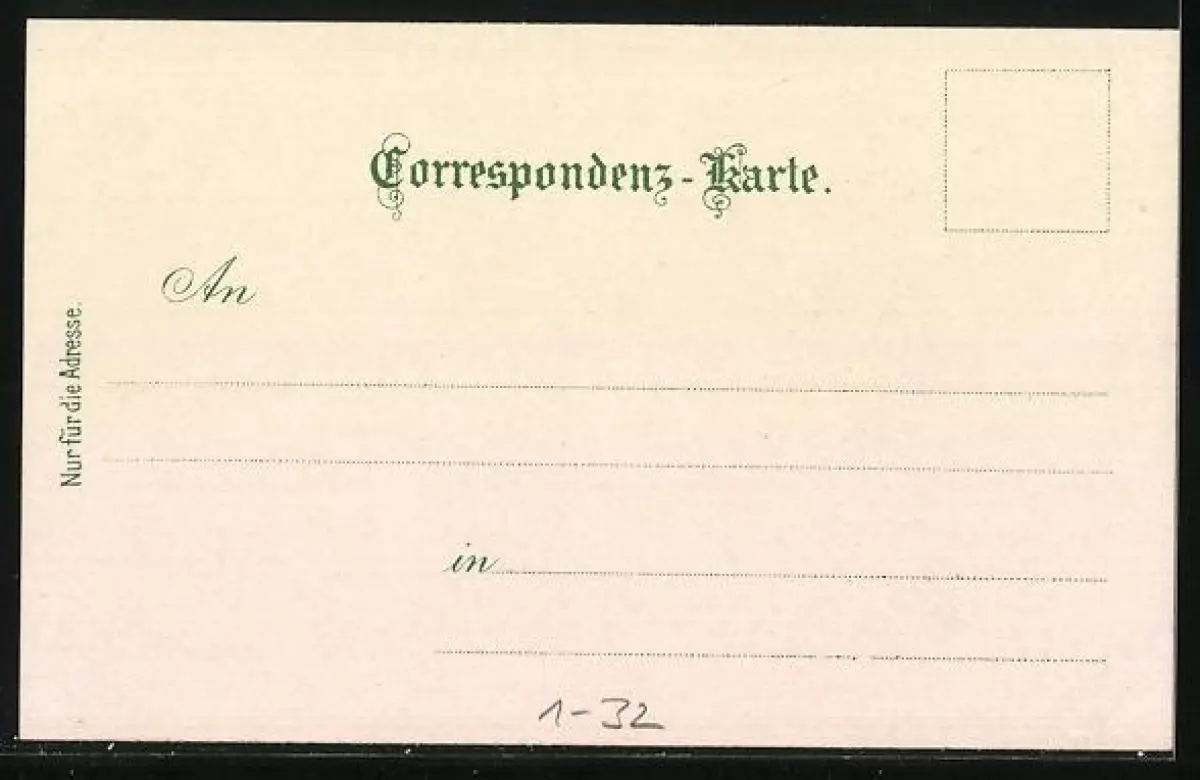 Correspondenz-Karte.
An
Nur für die Adresse.
in
1-32